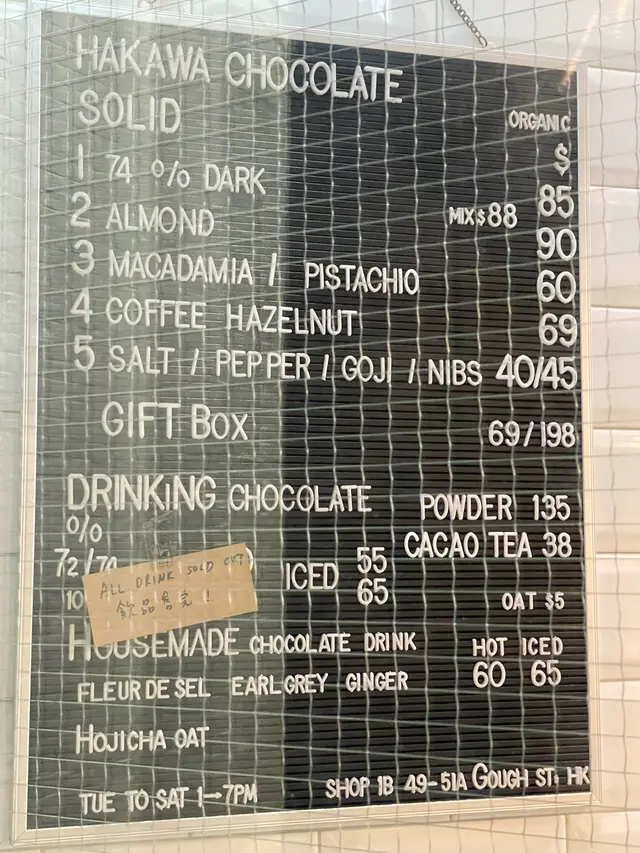 HAKAWA CHOCOLATE
SOLID
ORGANIC
$
1 74 % DARK 85
2 ALMOND MIX $88 90
3 MACADAMIA / PISTACHIO 60
4 COFFEE HAZELNUT 69
5 SALT / PEPPER / GOJI / NIBS 40/45
GIFT BOX 69/198
DRINKING CHOCOLATE POWDER 135
% CACAO TEA 38
72/70 ICED 55
10 65 OAT $5
ALL DRINK SOLD OUT
飲品售完！
HOUSEMADE CHOCOLATE DRINK HOT ICED
FLEUR DE SEL EARL GREY GINGER 60 65
HOJICHA OAT
TUE TO SAT 1→7PM SHOP 1B 49-51A GOUGH ST. HK